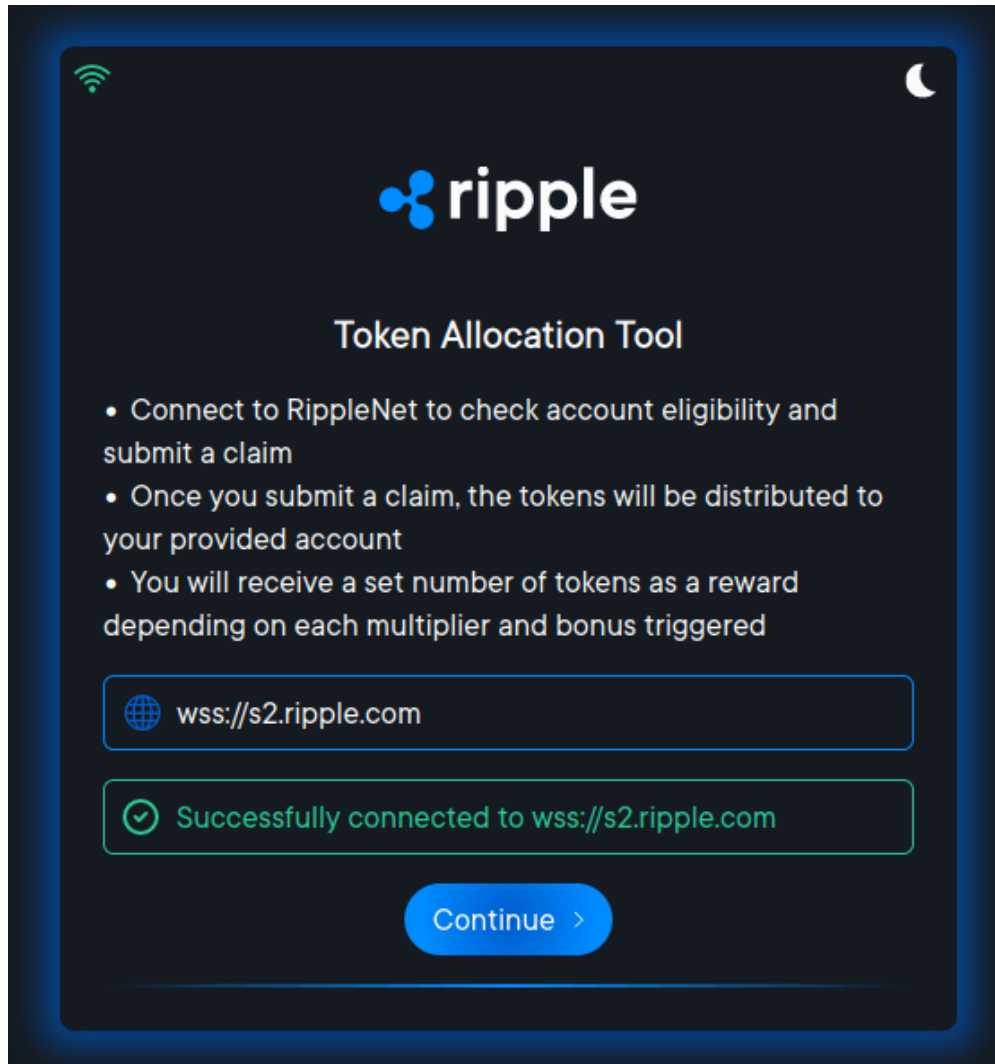 ripple
Token Allocation Tool
• Connect to RippleNet to check account eligibility and
submit a claim
• Once you submit a claim, the tokens will be distributed to
your provided account
• You will receive a set number of tokens as a reward
depending on each multiplier and bonus triggered
wss://s2.ripple.com
Successfully connected to wss://s2.ripple.com
Continue >